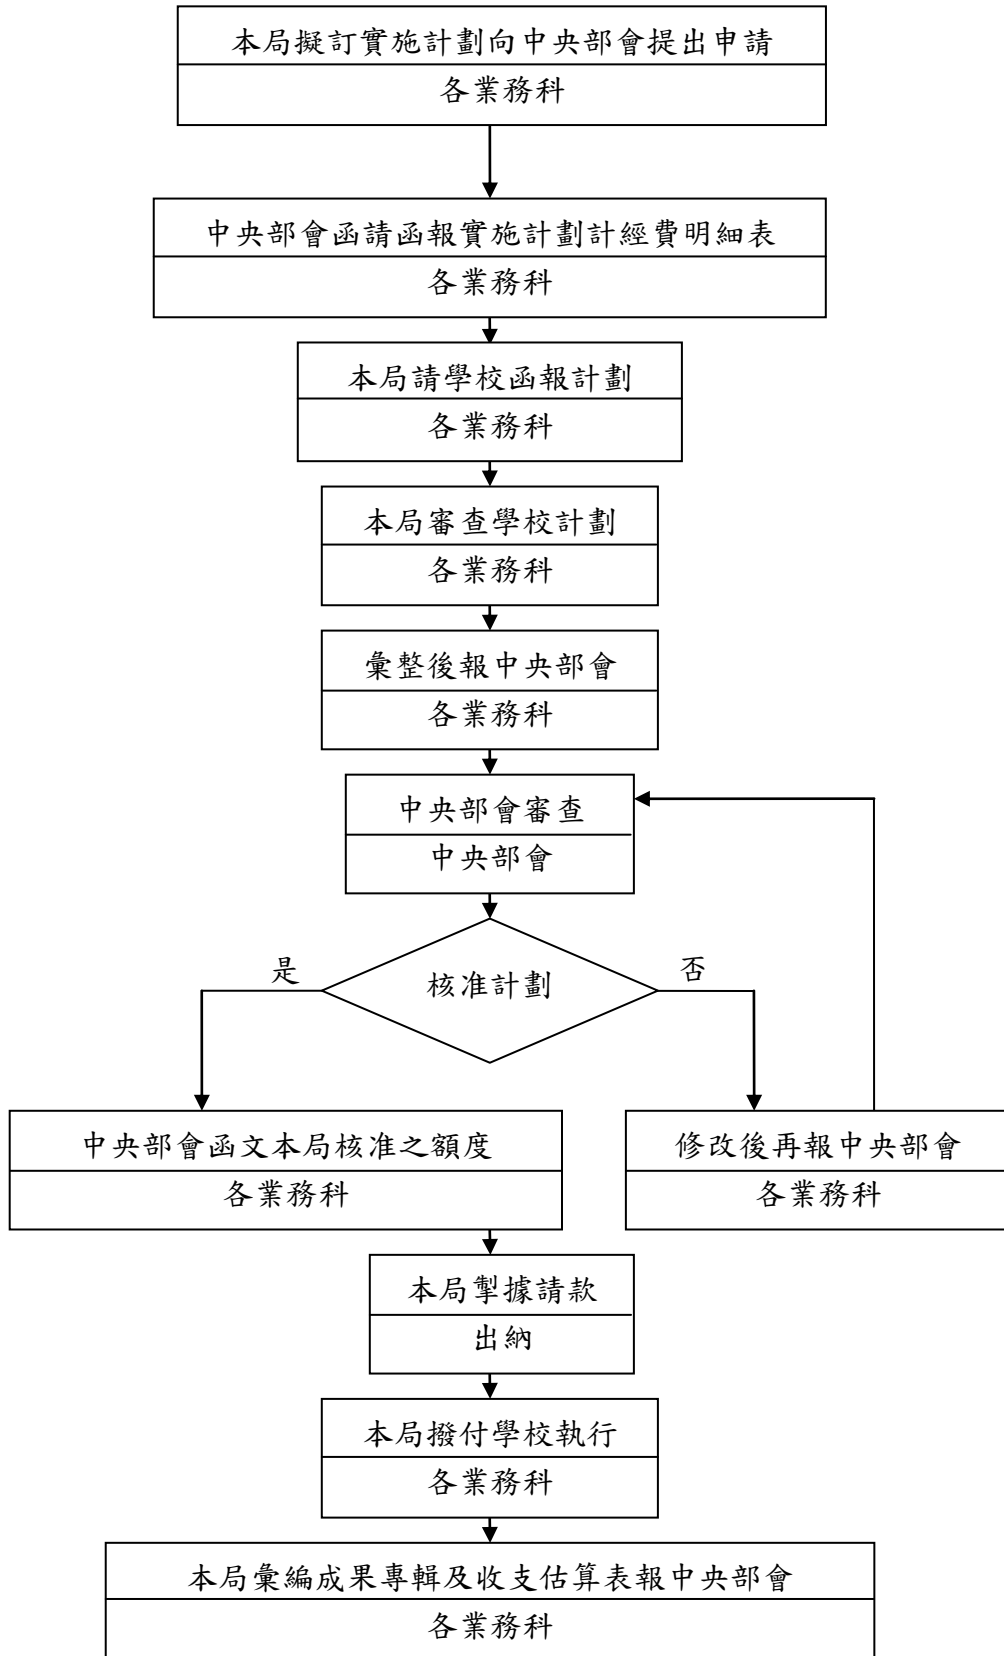 本局擬訂實施計劃向中央部會提出申請
各業務科
中央部會函請函報實施計劃計經費明細表
各業務科
本局請學校函報計劃
各業務科
本局審查學校計劃
各業務科
彙整後報中央部會
各業務科
中央部會審查
中央部會
是
核准計劃
否
中央部會函文本局核准之額度
各業務科
修改後再報中央部會
各業務科
本局掣據請款
出納
本局撥付學校執行
各業務科
本局彙編成果專輯及收支估算表報中央部會
各業務科